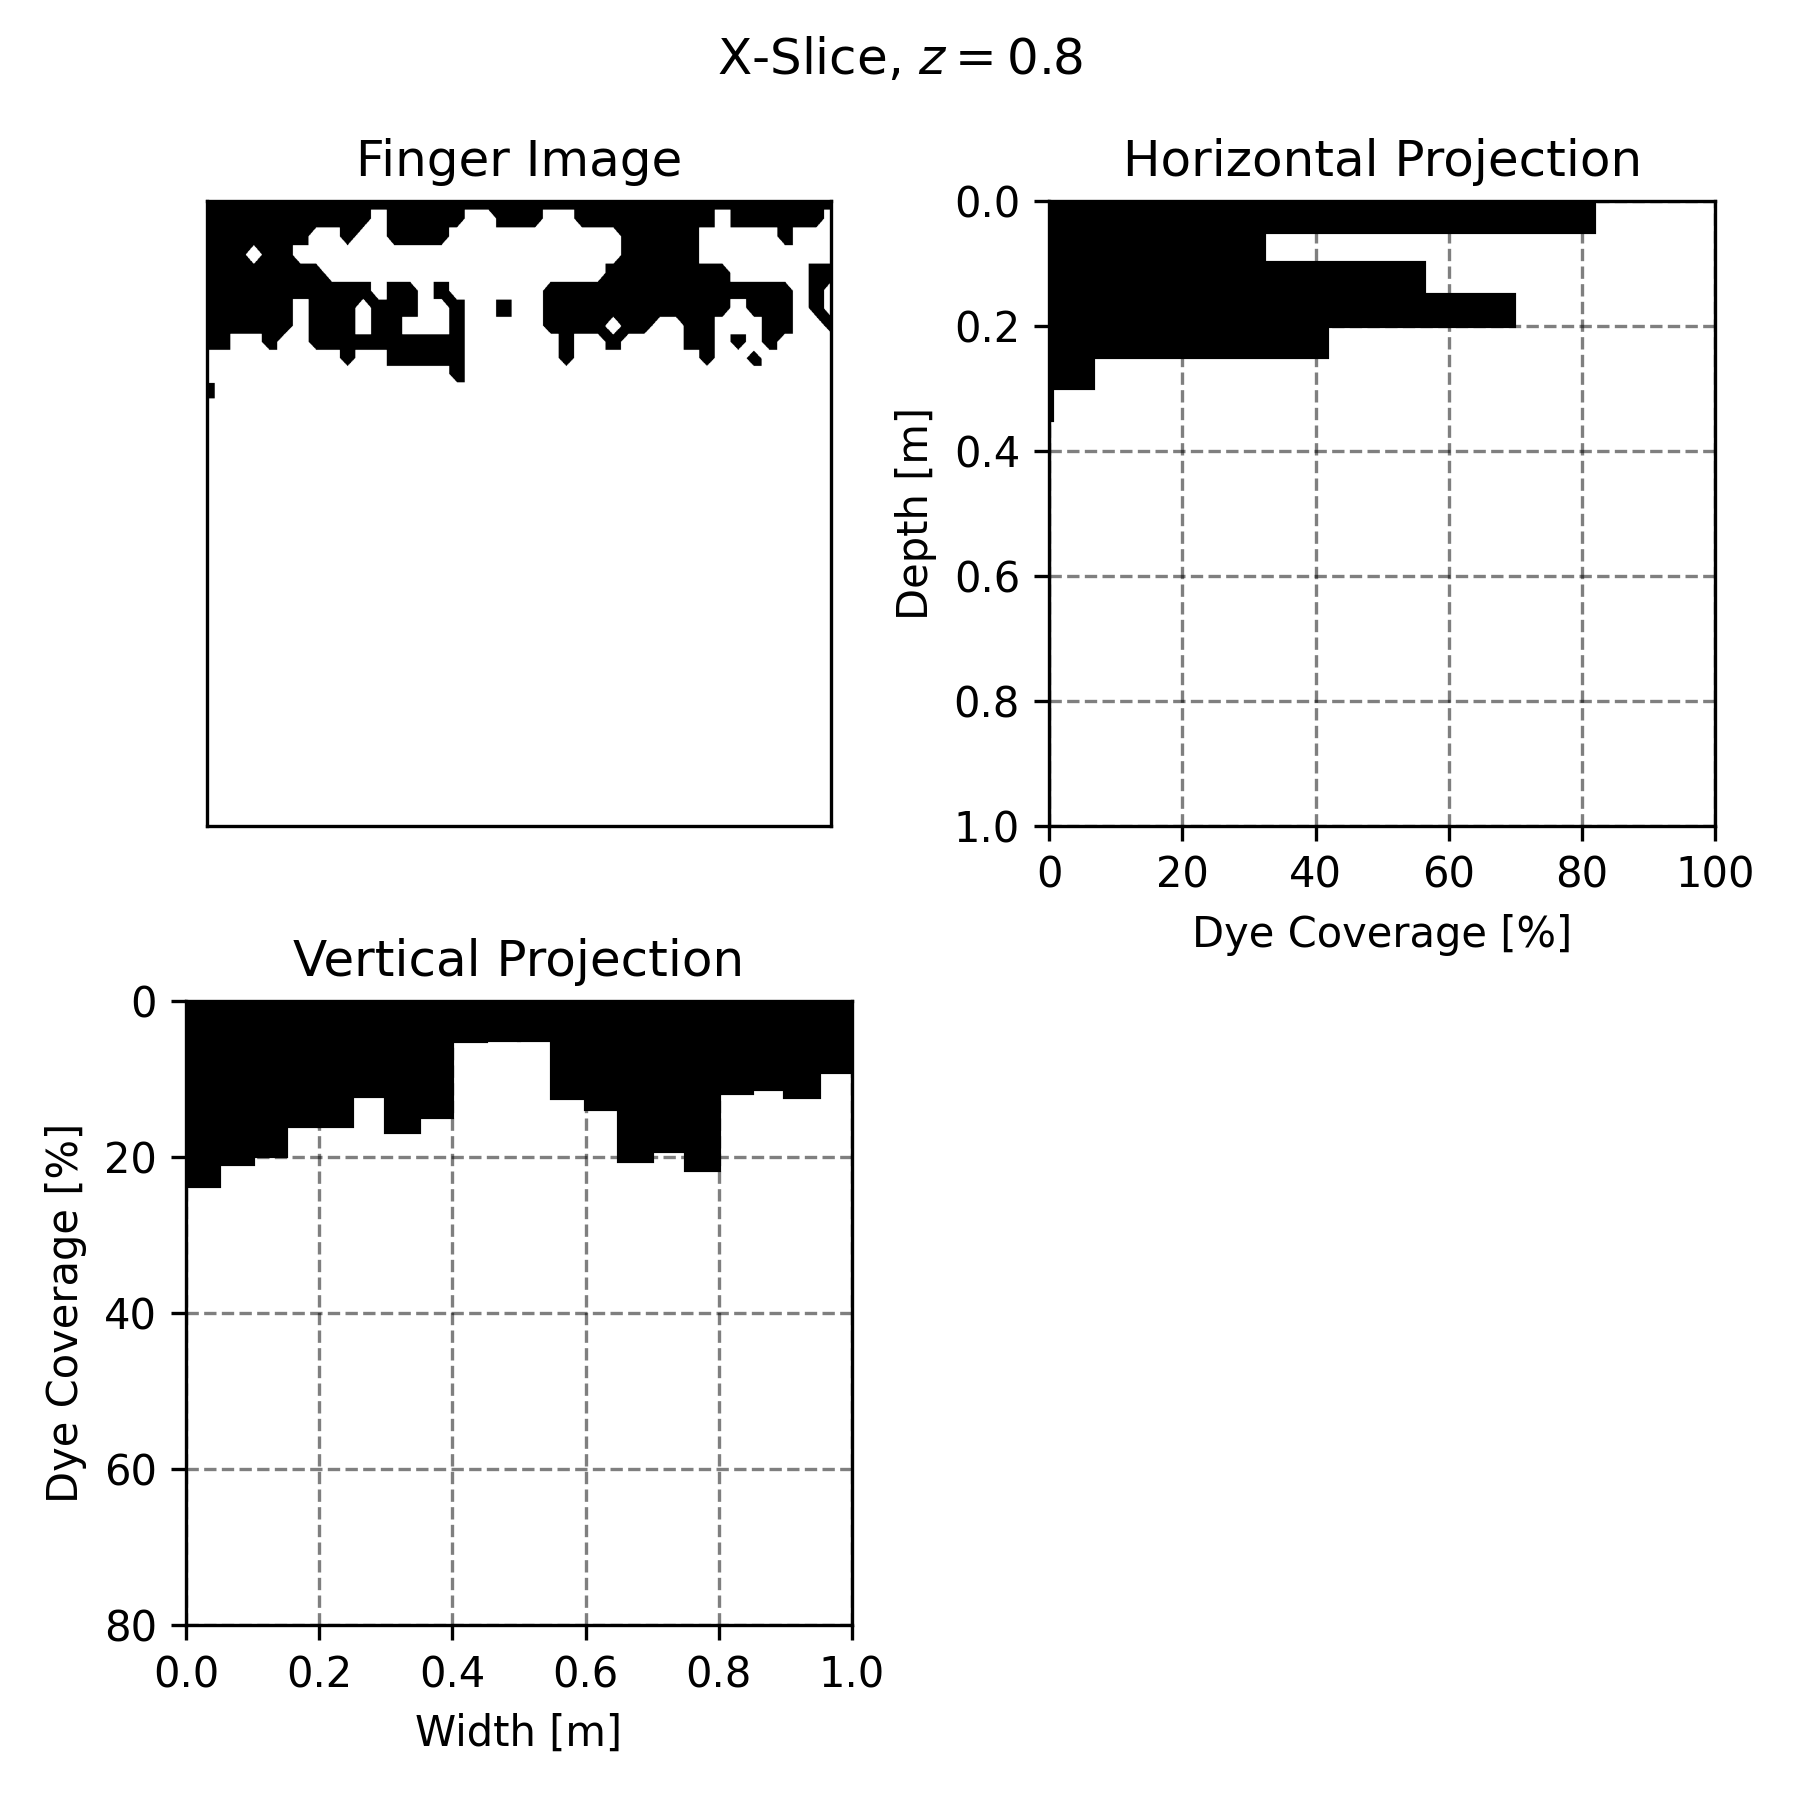 X-Slice, z = 0.8
Finger Image
Horizontal Projection
0.0
0.2
0.4
0.6
0.8
1.0
Depth [m]
0 20 40 60 80 100
Dye Coverage [%]
Vertical Projection
0
20
40
60
80
Dye Coverage [%]
0.0 0.2 0.4 0.6 0.8 1.0
Width [m]